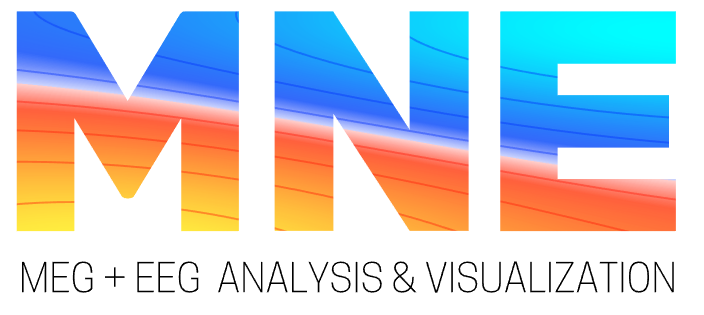 MNE
MEG + EEG ANALYSIS & VISUALIZATION